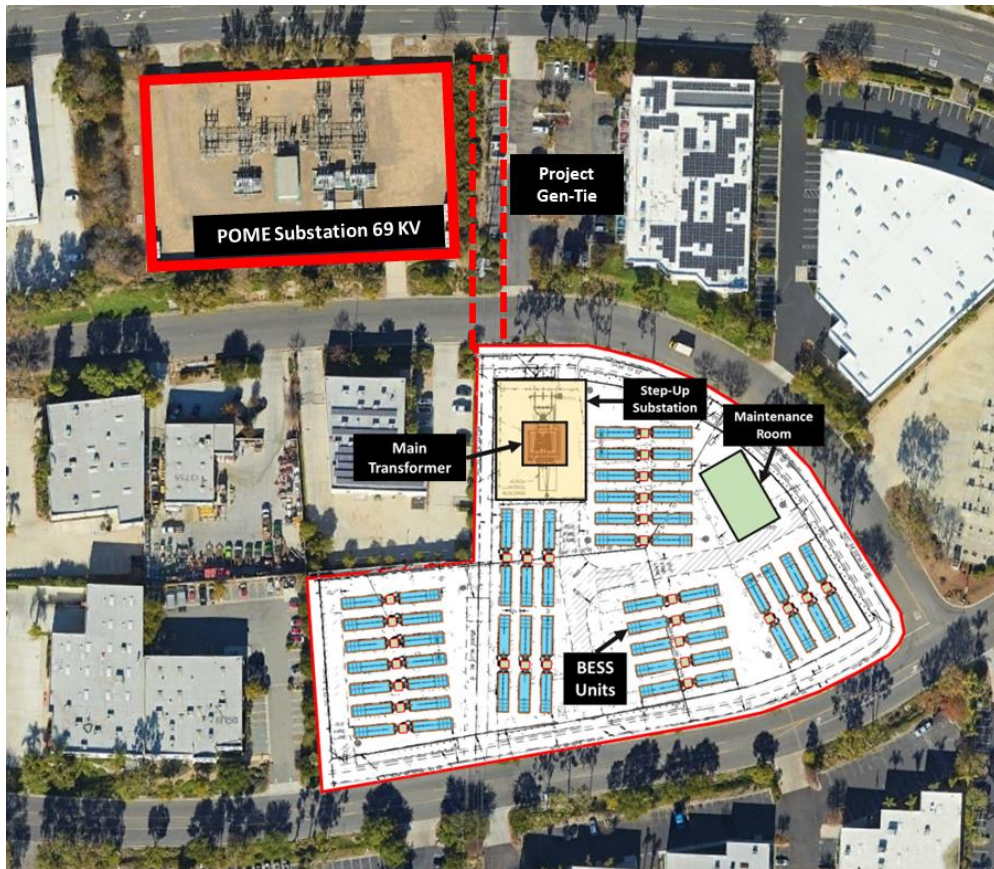 POME Substation 69 KV
Project
Gen-Tie
Step-Up
Substation
Maintenance
Room
Main
Transformer
BESS
Units